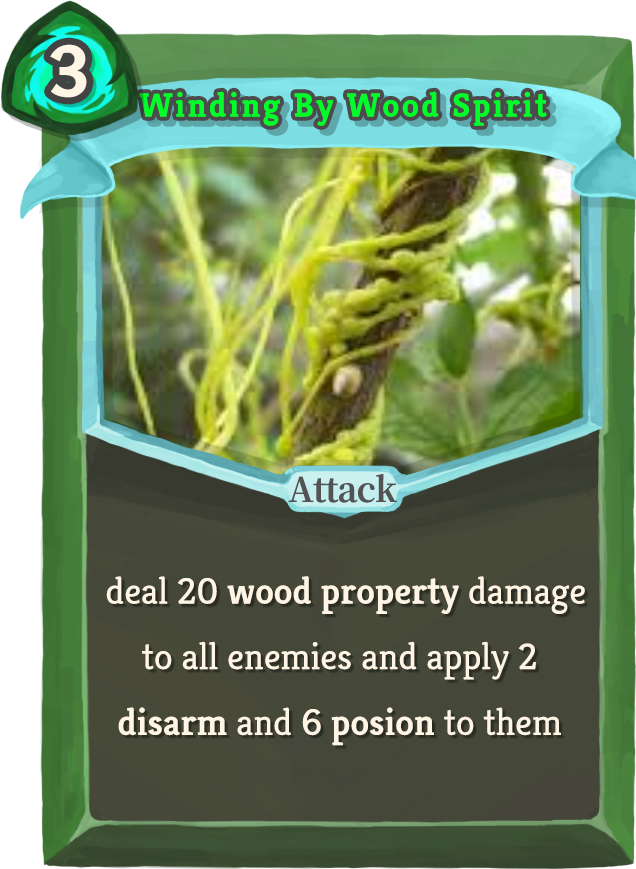 3
Winding By Wood Spirit
Attack
deal 20 wood property damage
to all enemies and apply 2
disarm and 6 posion to them